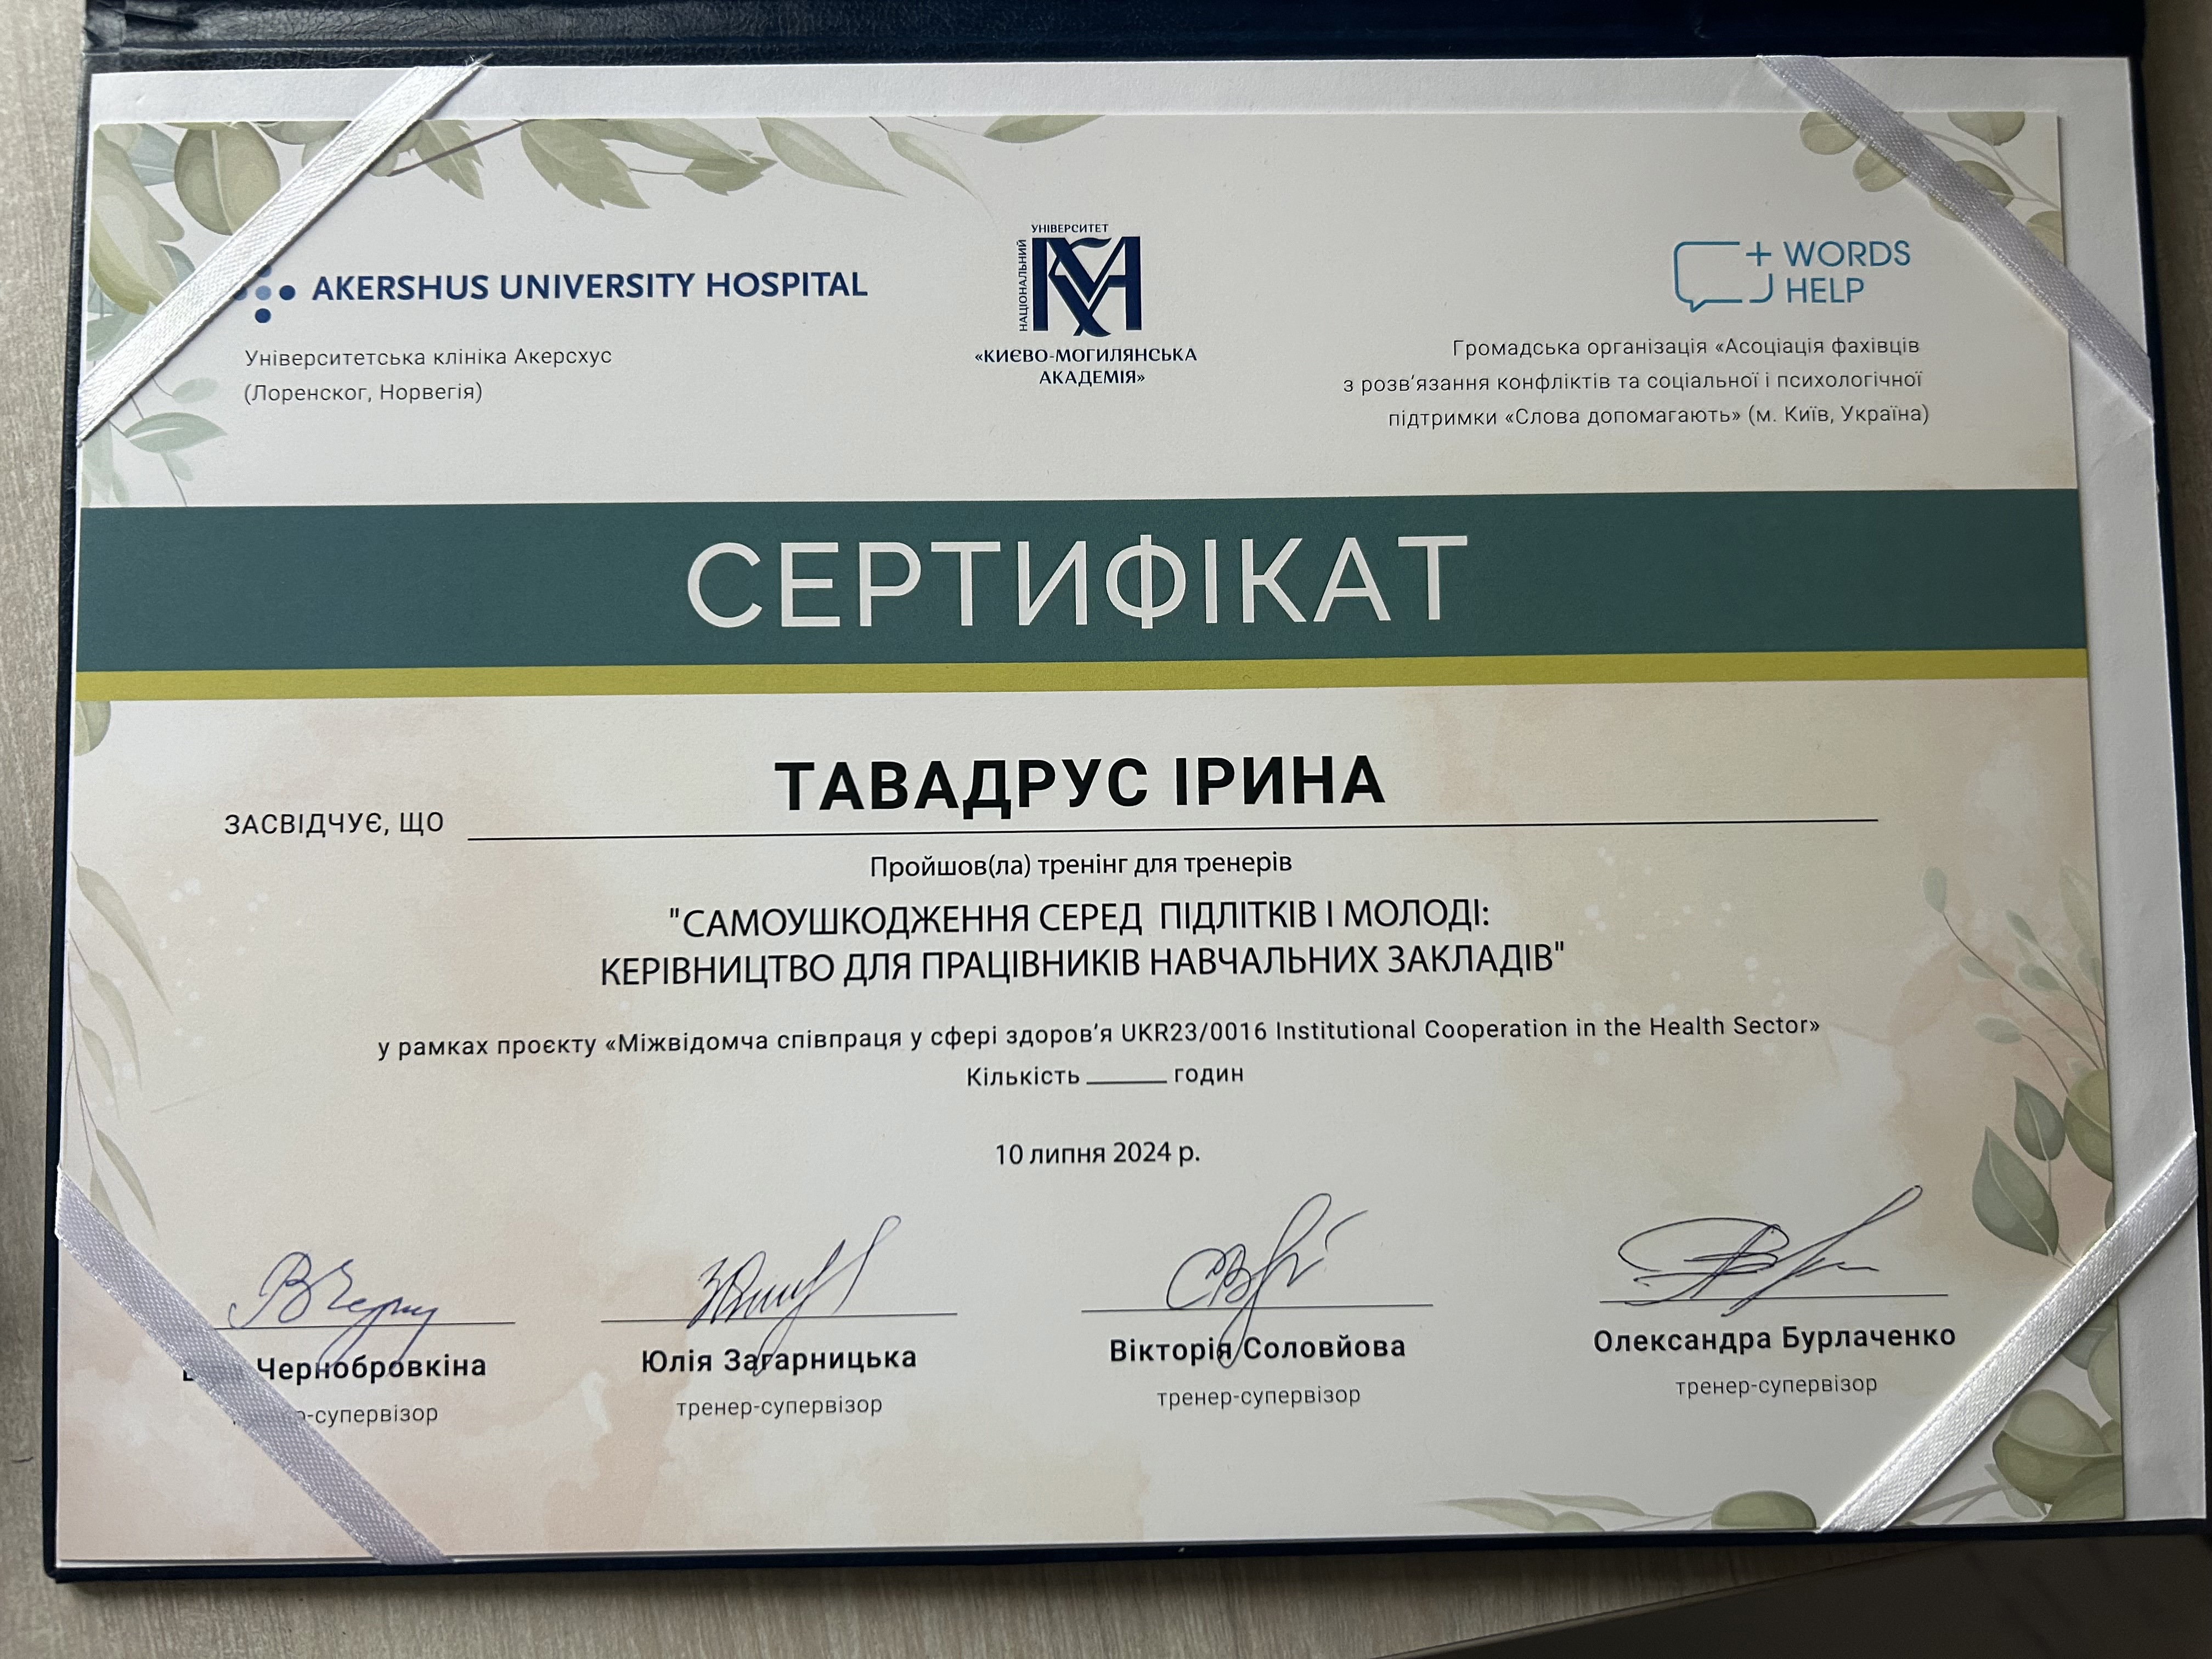 AKERSHUS UNIVERSITY HOSPITAL
Університетська клініка Акерсхус
(Лоренског, Норвегія)
НАЦІОНАЛЬНИЙ
УНІВЕРСИТЕТ
«КИЄВО-МОГИЛЯНСЬКА
АКАДЕМІЯ»
WORDS
HELP
Громадська організація «Асоціація фахівців
з розв'язання конфліктів та соціальної і психологічної
підтримки «Слова допомагають» (м. Київ, Україна)
СЕРТИФІКАТ
ЗАСВІДЧУЄ, ЩО ТАВАДРУС ІРИНА
Пройшов(ла) тренінг для тренерів
"САМОУШКОДЖЕННЯ СЕРЕД ПІДЛІТКІВ І МОЛОДІ:
КЕРІВНИЦТВО ДЛЯ ПРАЦІВНИКІВ НАВЧАЛЬНИХ ЗАКЛАДІВ"
у рамках проєкту «Міжвідомча співпраця у сфері здоров'я UKR23/0016 Institutional Cooperation in the Health Sector»
Кількість ______ годин
10 липня 2024 р.
Чернобровкіна
-супервізор
Юлія Загарницька
тренер-супервізор
Вікторія Соловйова
тренер-супервізор
Олександра Бурлаченко
тренер-супервізор